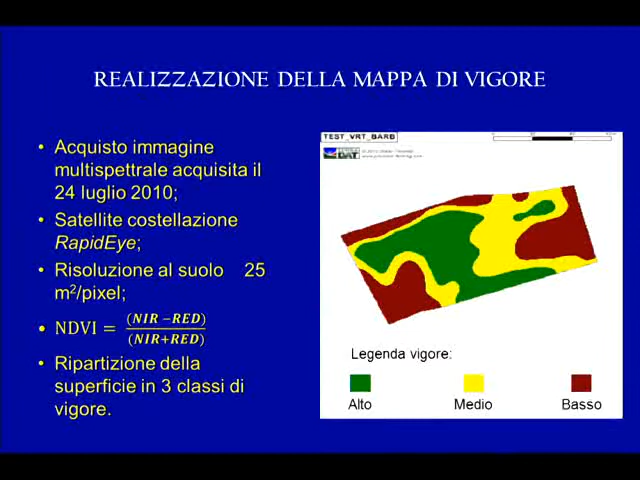 REALIZZAZIONE DELLA MAPPA DI VIGORE
• Acquisto immagine
multispettrale acquisita il
24 luglio 2010;
• Satellite costellazione
RapidEye;
• Risoluzione al suolo 25
m²/pixel;
• NDVI = (NIR −RED)
(NIR+RED)
• Ripartizione della
superficie in 3 classi di
vigore.
TEST_VRT_BARB
Legenda vigore:
Alto Medio Basso